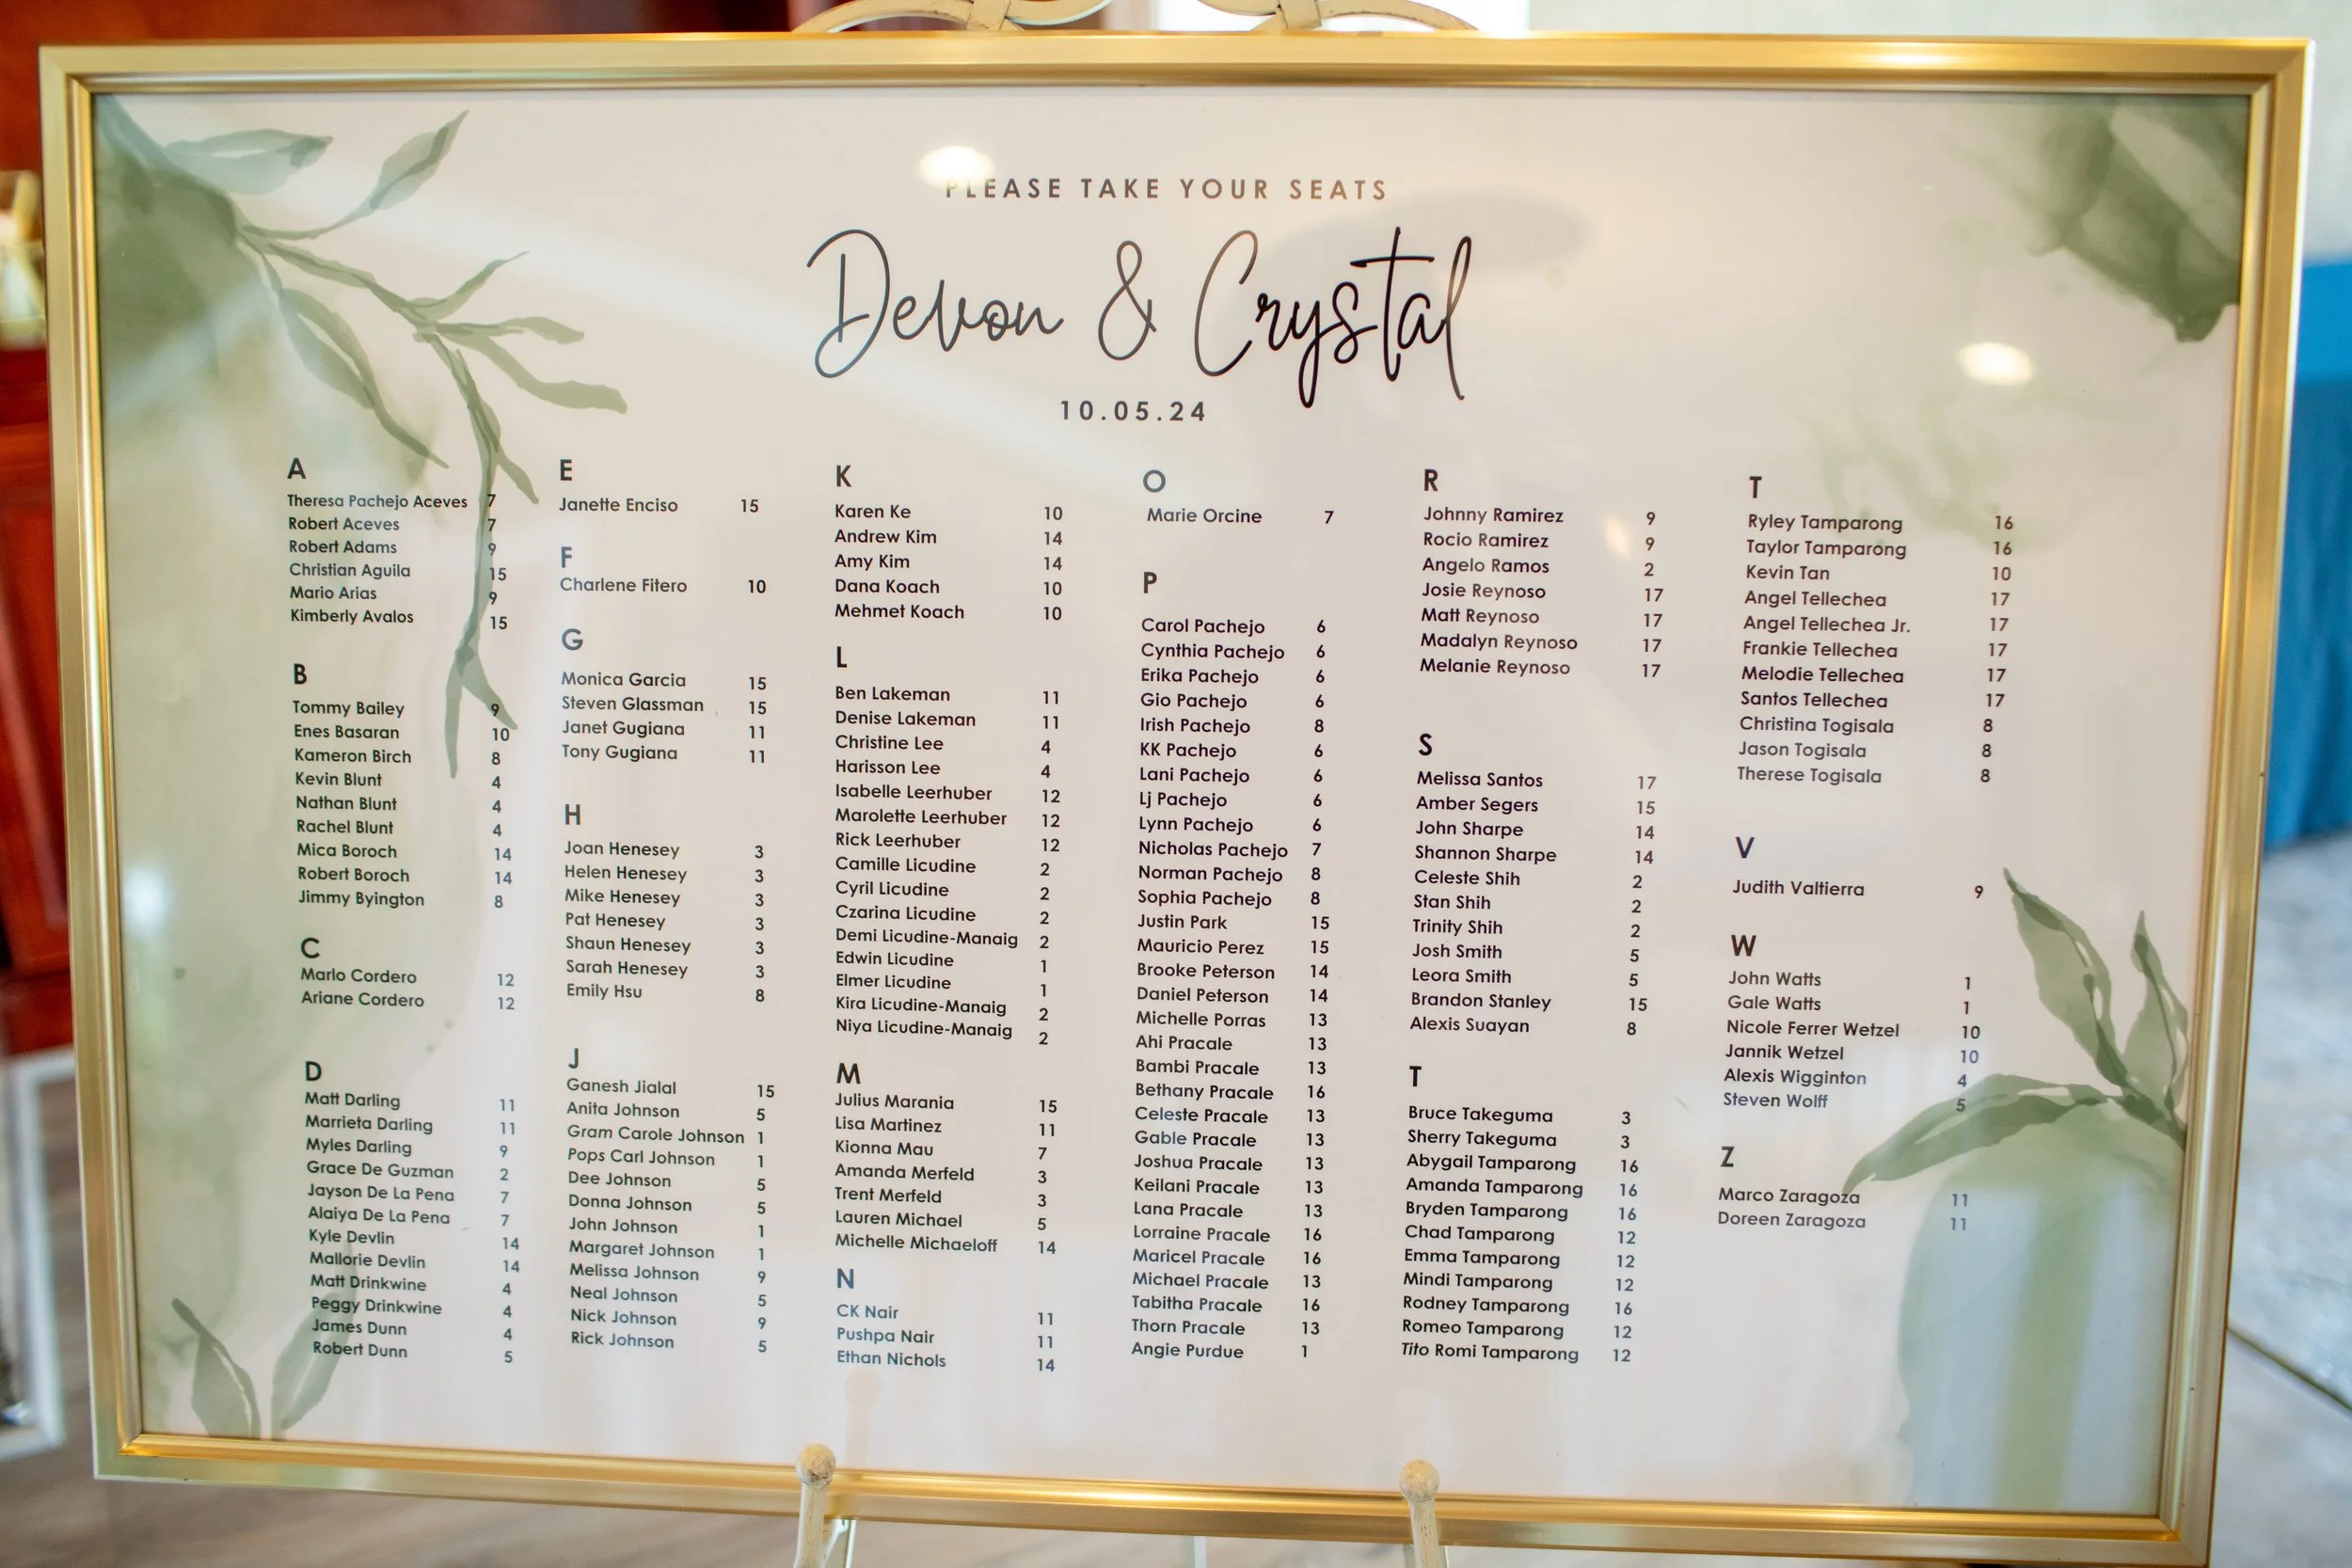 PLEASE TAKE YOUR SEATS
Devon & Crystal
10.05.24
A
Theresa Pachejo Aceves 7
Robert Aceves 7
Robert Adams 9
Christian Aguila 15
Mario Arias 9
Kimberly Avalos 15
B
Tommy Bailey 9
Enes Basaran 10
Kameron Birch 8
Kevin Blunt 4
Nathan Blunt 4
Rachel Blunt 4
Mica Boroch 14
Robert Boroch 14
Jimmy Byington 8
C
Marlo Cordero 12
Ariane Cordero 12
D
Matt Darling 11
Marrieta Darling 11
Myles Darling 9
Grace De Guzman 2
Jayson De La Pena 7
Alaiya De La Pena 7
Kyle Devlin 14
Mallorie Devlin 14
Matt Drinkwine 4
Peggy Drinkwine 4
James Dunn 4
Robert Dunn 5
E
Janette Enciso 15
F
Charlene Fitero 10
G
Monica Garcia 15
Steven Glassman 15
Janet Gugiana 11
Tony Gugiana 11
H
Joan Henesey 3
Helen Henesey 3
Mike Henesey 3
Pat Henesey 3
Shaun Henesey 3
Sarah Henesey 3
Emily Hsu 8
J
Ganesh Jialal 15
Anita Johnson 5
Gram Carole Johnson 1
Pops Carl Johnson 1
Dee Johnson 5
Donna Johnson 5
John Johnson 1
Margaret Johnson 1
Melissa Johnson 9
Neal Johnson 5
Nick Johnson 9
Rick Johnson 5
K
Karen Ke 10
Andrew Kim 14
Amy Kim 14
Dana Koach 10
Mehmet Koach 10
L
Ben Lakeman 11
Denise Lakeman 11
Christine Lee 4
Harisson Lee 4
Isabelle Leerhuber 12
Marolette Leerhuber 12
Rick Leerhuber 12
Camille Licudine 2
Cyril Licudine 2
Czarina Licudine 2
Demi Licudine-Manaig 2
Edwin Licudine 1
Elmer Licudine 1
Kira Licudine-Manaig 2
Niya Licudine-Manaig 2
M
Julius Marania 15
Lisa Martinez 11
Kionna Mau 7
Amanda Merfeld 3
Trent Merfeld 3
Lauren Michael 5
Michelle Michaeloff 14
N
CK Nair 11
Pushpa Nair 11
Ethan Nichols 14
O
Marie Orcine 7
P
Carol Pachejo 6
Cynthia Pachejo 6
Erika Pachejo 6
Gio Pachejo 6
Irish Pachejo 8
KK Pachejo 6
Lani Pachejo 6
Lj Pachejo 6
Lynn Pachejo 6
Nicholas Pachejo 7
Norman Pachejo 8
Sophia Pachejo 8
Justin Park 15
Mauricio Perez 15
Brooke Peterson 14
Daniel Peterson 14
Michelle Porras 13
Ahi Pracale 13
Bambi Pracale 13
Bethany Pracale 16
Celeste Pracale 13
Gable Pracale 13
Joshua Pracale 13
Keilani Pracale 13
Lana Pracale 13
Lorraine Pracale 16
Maricel Pracale 16
Michael Pracale 13
Tabitha Pracale 16
Thorn Pracale 13
Angie Purdue 1
R
Johnny Ramirez 9
Rocio Ramirez 9
Angelo Ramos 2
Josie Reynoso 17
Matt Reynoso 17
Madalyn Reynoso 17
Melanie Reynoso 17
S
Melissa Santos 17
Amber Segers 15
John Sharpe 14
Shannon Sharpe 14
Celeste Shih 2
Stan Shih 2
Trinity Shih 2
Josh Smith 5
Leora Smith 5
Brandon Stanley 15
Alexis Suayan 8
T
Bruce Takeguma 3
Sherry Takeguma 3
Abygail Tamparong 16
Amanda Tamparong 16
Bryden Tamparong 16
Chad Tamparong 12
Emma Tamparong 12
Mindi Tamparong 12
Rodney Tamparong 16
Romeo Tamparong 12
Tito Romi Tamparong 12
T
Ryley Tamparong 16
Taylor Tamparong 16
Kevin Tan 10
Angel Tellechea 17
Angel Tellechea Jr. 17
Frankie Tellechea 17
Melodie Tellechea 17
Santos Tellechea 17
Christina Togisala 8
Jason Togisala 8
Therese Togisala 8
V
Judith Valtierra 9
W
John Watts 1
Gale Watts 1
Nicole Ferrer Wetzel 10
Jannik Wetzel 10
Alexis Wigginton 4
Steven Wolff 5
Z
Marco Zaragoza 11
Doreen Zaragoza 11